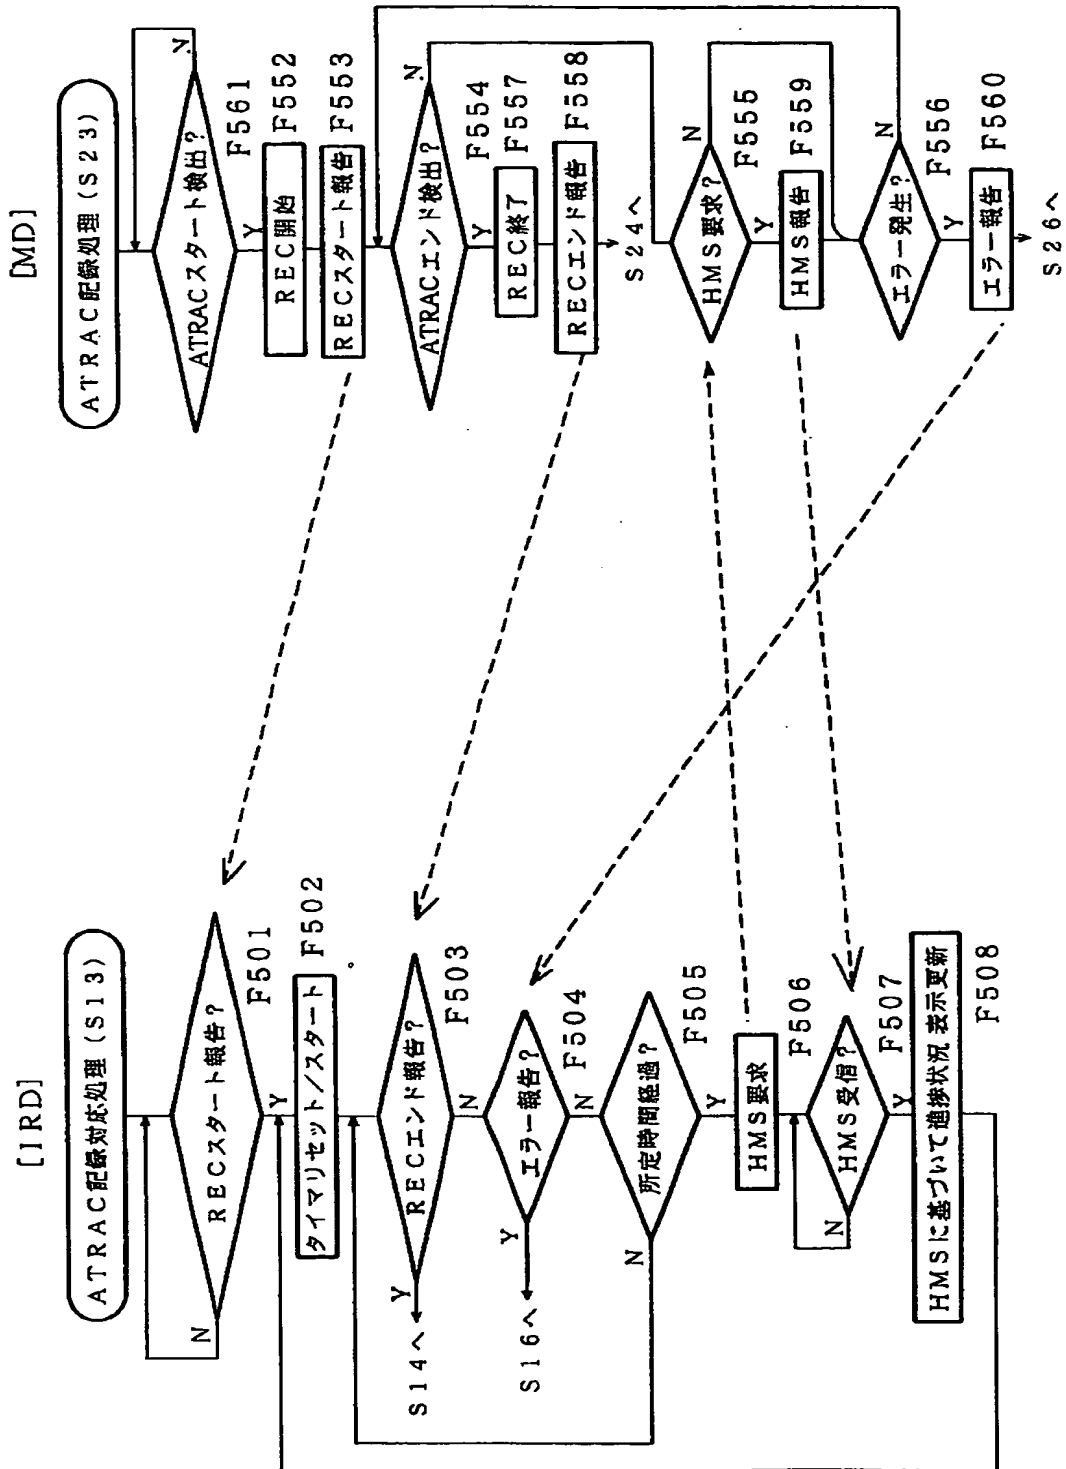 [IRD]
ATRAC記録対応処理(S13)
RECスタート報告?
N
Y
F501
タイマリセット/スタート
F502
RECエンド報告?
Y
S14へ
N
F503
エラー報告?
Y
S16へ
N
F504
所定時間経過?
N
Y
F505
HMS要求
F506
HMS受信?
N
Y
F507
HMSに基づいて進捗状況 表示更新
F508
[MD]
ATRAC記録処理(S23)
ATRACスタート検出?
N
Y
F561
REC開始
F552
RECスタート報告
F553
ATRACエンド検出?
N
Y
F554
REC終了
F557
RECエンド報告
F558
S24へ
HMS要求?
N
Y
F555
HMS報告
F559
エラー発生?
N
Y
F556
エラー報告
F560
S26へ